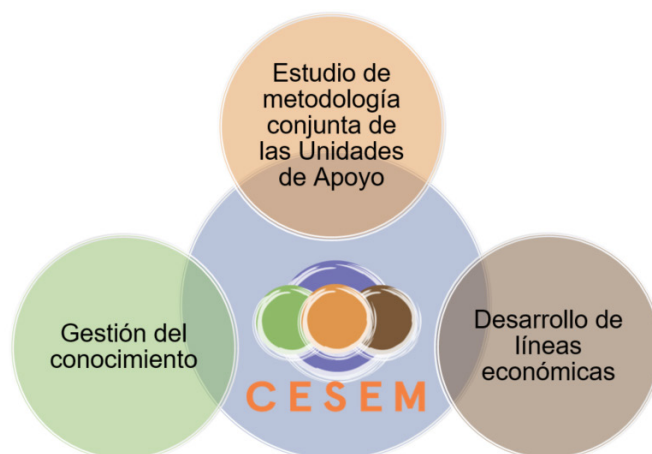 Estudio de
metodología
conjunta de
las Unidades
de Apoyo
Gestión del
conocimiento
Desarrollo de
líneas
económicas
CESEM